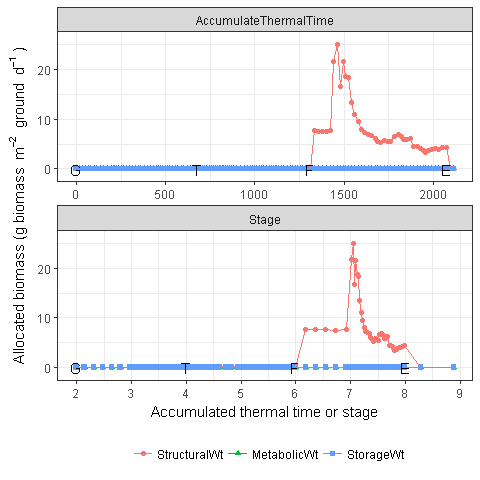 AccumulateThermalTime
20
10
0
0 500 1000 1500 2000
Stage
20
10
0
2 3 4 5 6 7 8 9
Allocated biomass (g biomass m⁻² ground d⁻¹ )
Accumulated thermal time or stage
StructuralWt MetabolicWt StorageWt